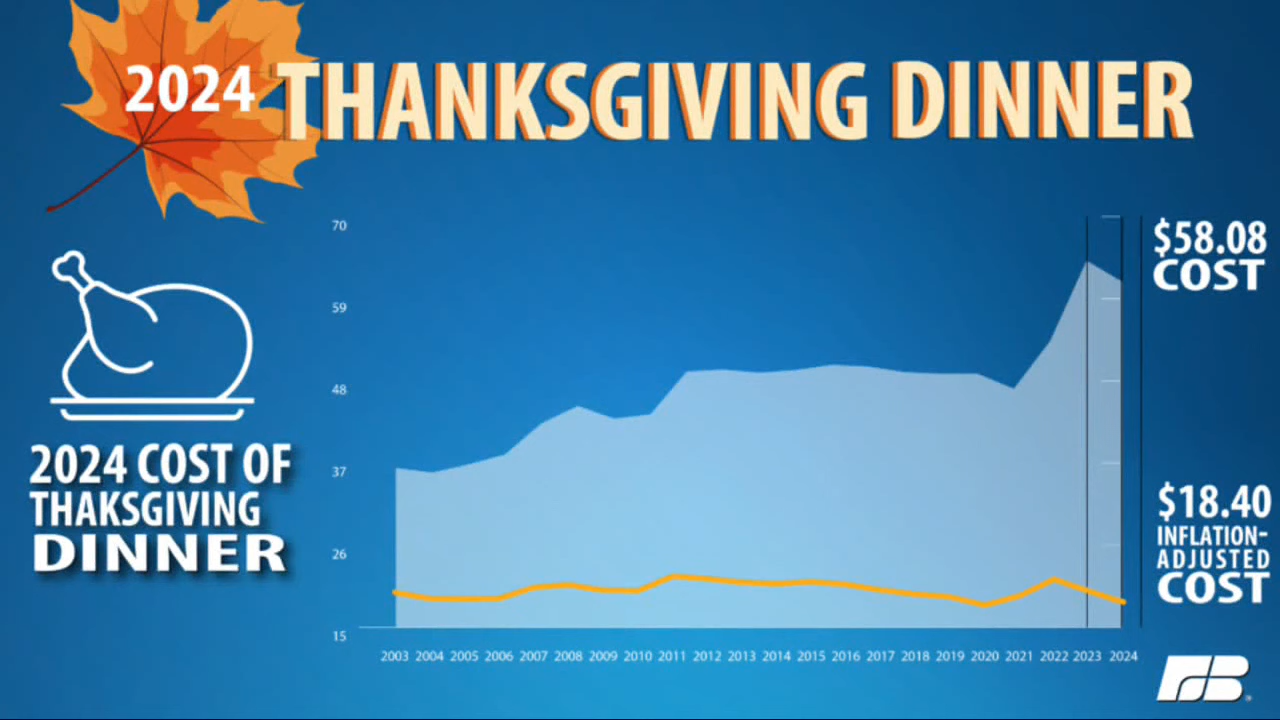 2024 THANKSGIVING DINNER
2024 COST OF
THAKSGIVING
DINNER
70
59
48
37
26
15
2003 2004 2005 2006 2007 2008 2009 2010 2011 2012 2013 2014 2015 2016 2017 2018 2019 2020 2021 2022 2023 2024
$58.08
COST
$18.40
INFLATION-
ADJUSTED
COST
FB
®